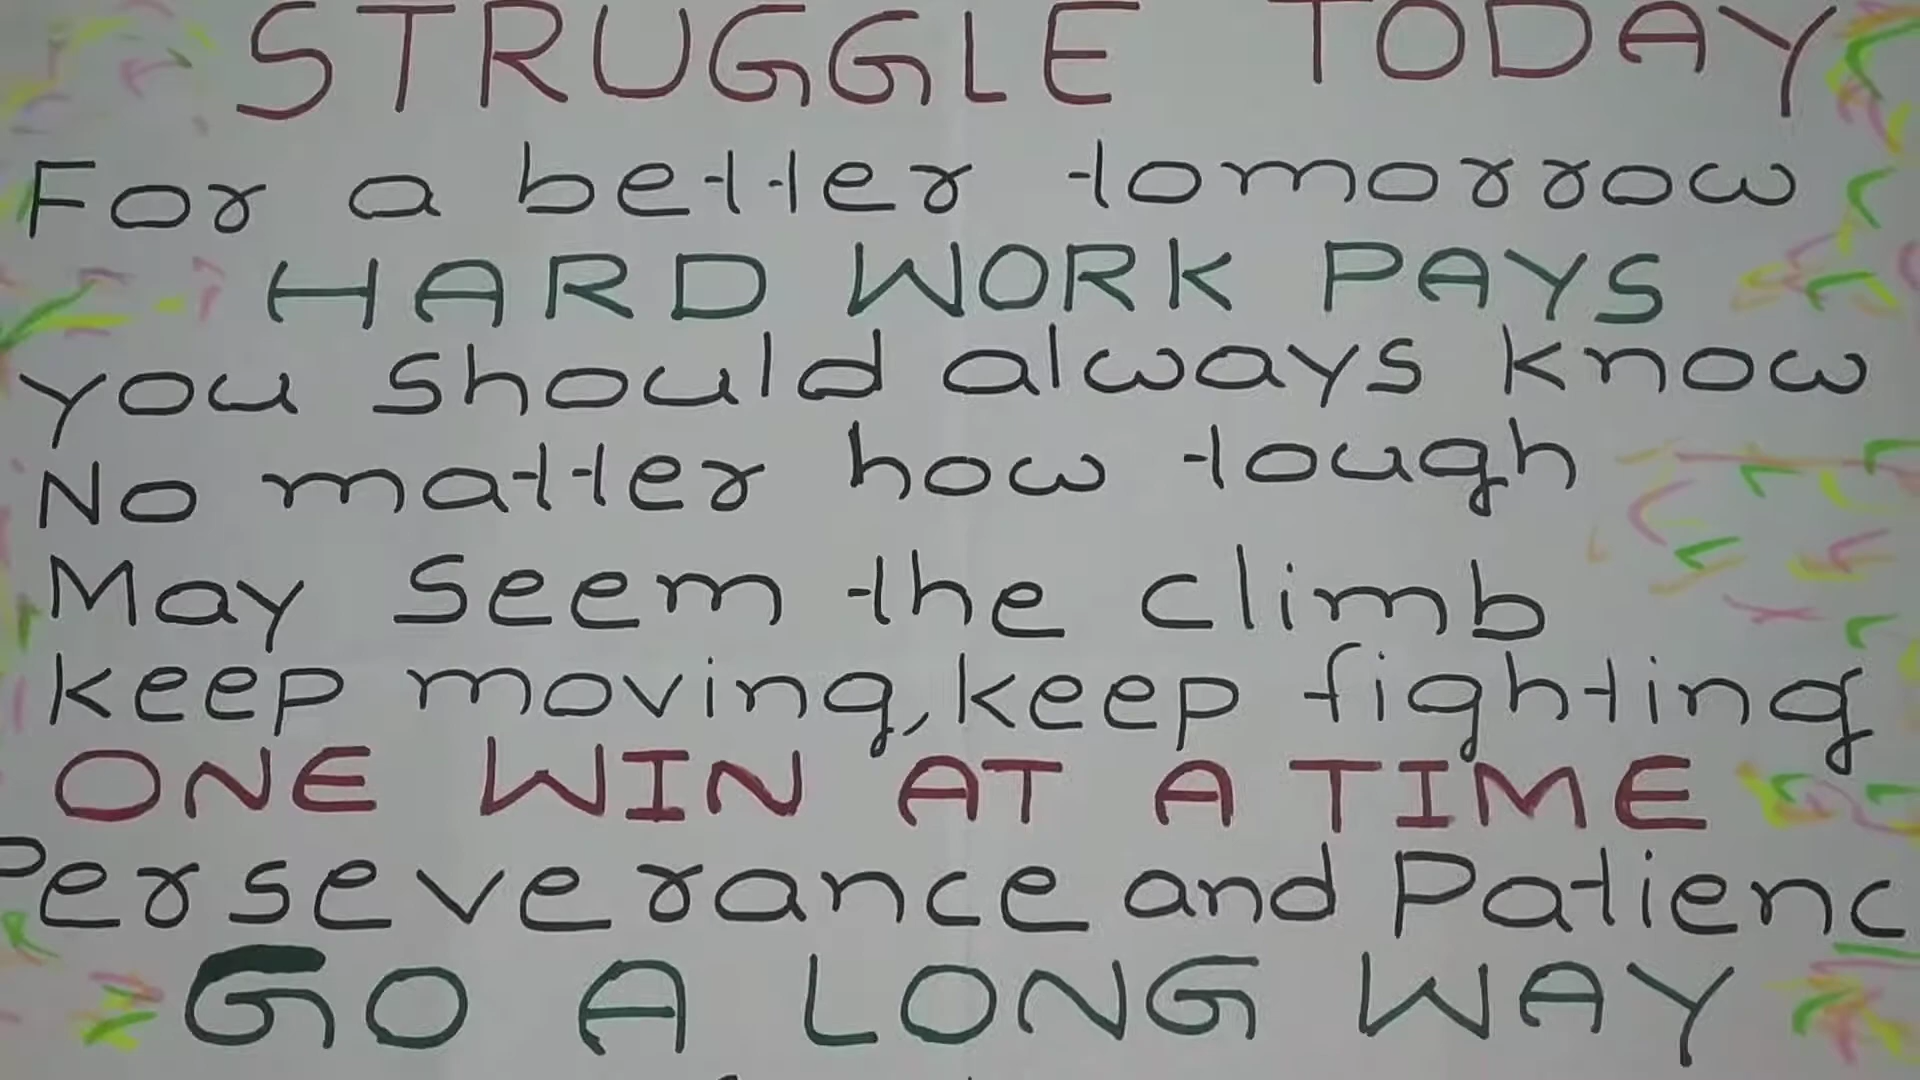 STRUGGLE TODAY
For a better tomorrow
HARD WORK PAYS
you should always know
No matter how tough
May seem the climb
keep moving, keep fighting
ONE WIN AT A TIME
Perseverance and Patienc
GO A LONG WAY